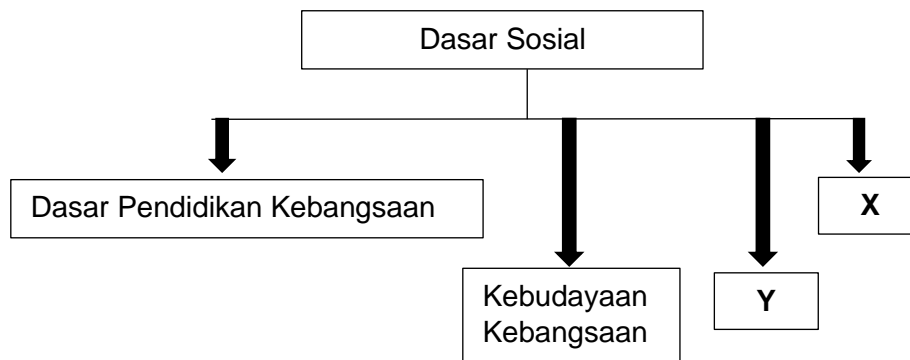 Dasar Sosial
Dasar Pendidikan Kebangsaan
X
Kebudayaan
Kebangsaan
Y